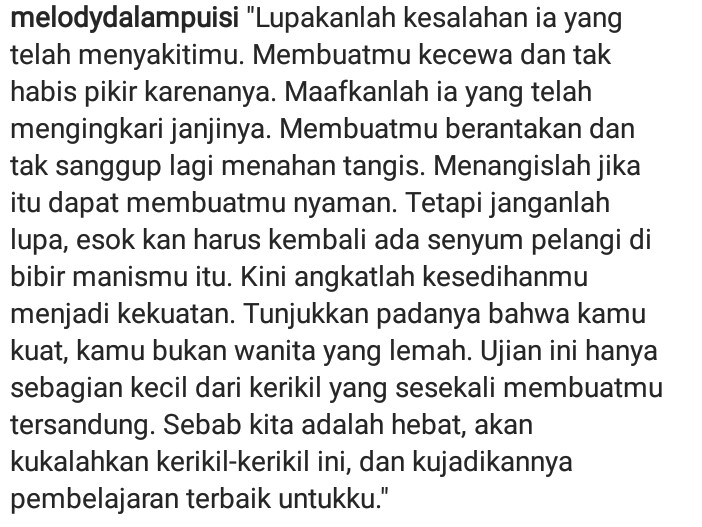 melodydalampuisi "Lupakanlah kesalahan ia yang
telah menyakitimu. Membuatmu kecewa dan tak
habis pikir karenanya. Maafkanlah ia yang telah
mengingkari janjinya. Membuatmu berantakan dan
tak sanggup lagi menahan tangis. Menangislah jika
itu dapat membuatmu nyaman. Tetapi janganlah
lupa, esok kan harus kembali ada senyum pelangi di
bibir manismu itu. Kini angkatlah kesedihanmu
menjadi kekuatan. Tunjukkan padanya bahwa kamu
kuat, kamu bukan wanita yang lemah. Ujian ini hanya
sebagian kecil dari kerikil yang sesekali membuatmu
tersandung. Sebab kita adalah hebat, akan
kukalahkan kerikil-kerikil ini, dan kujadikannya
pembelajaran terbaik untukku."